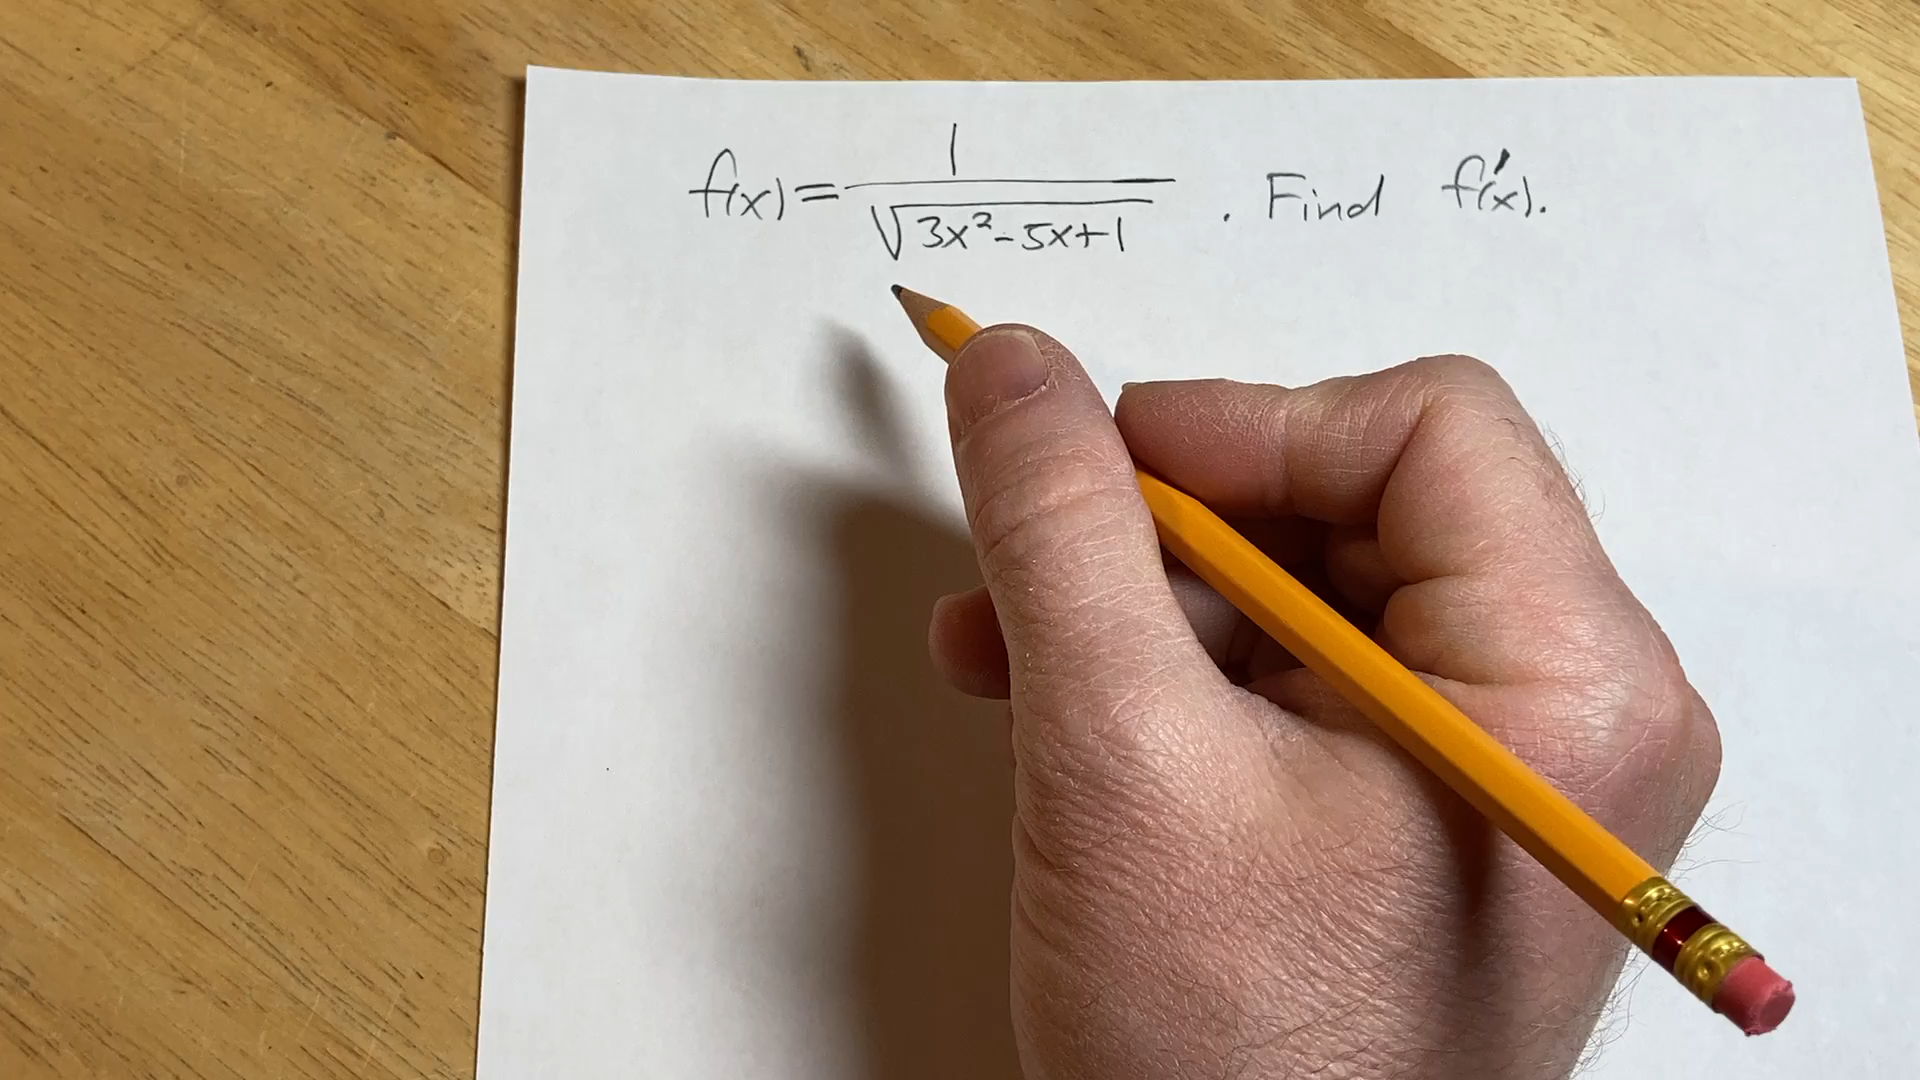 f(x) = 1/√(3x²-5x+1) . Find f'(x).